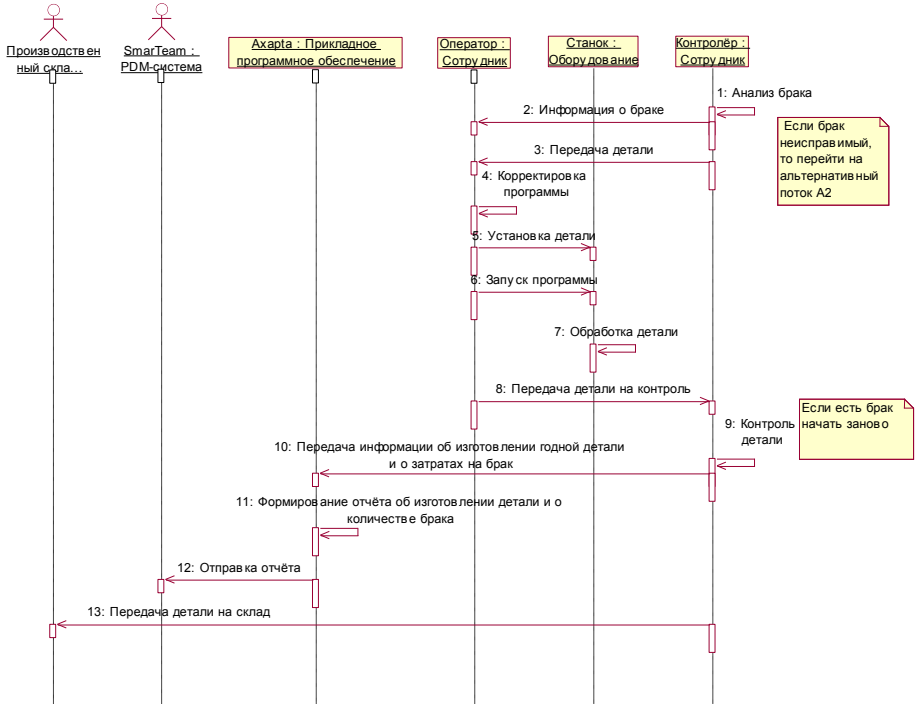 Производствен
ный скла...
SmarTeam :
PDM-система
Axapta : Прикладное
программное обеспечение
Оператор :
Сотрудник
Станок :
Оборудование
Контролёр :
Сотрудник
1: Анализ брака
2: Информация о браке
Если брак
неисправимый,
то перейти на
альтернативный
поток А2
3: Передача детали
4: Корректировка
программы
5: Установка детали
6: Запуск программы
7: Обработка детали
8: Передача детали на контроль
Если есть брак
начать заново
9: Контроль
детали
10: Передача информации об изготовлении годной детали
и о затратах на брак
11: Формирование отчёта об изготовлении детали и о
количестве брака
12: Отправка отчёта
13: Передача детали на склад